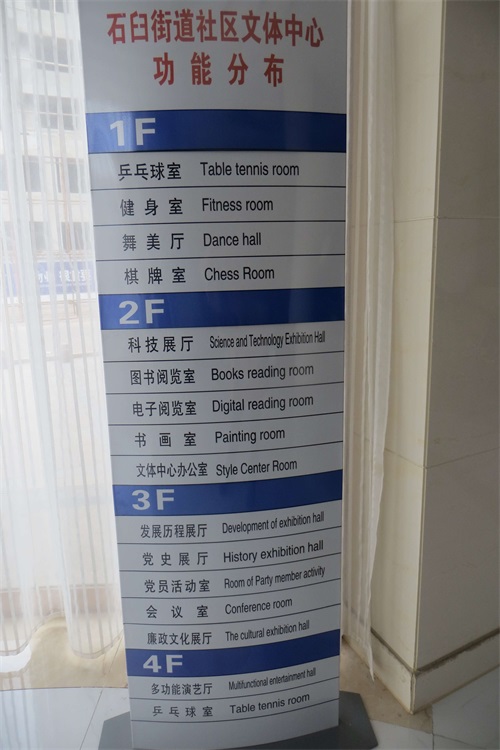 石臼街道社区文体中心
功能分布
1F
乒乓球室 Table tennis room
健身室 Fitness room
舞美厅 Dance hall
棋牌室 Chess Room
2F
科技展厅 Science and Technology Exhibition Hall
图书阅览室 Books reading room
电子阅览室 Digital reading room
书画室 Painting room
文体中心办公室 Style Center Room
3F
发展历程展厅 Development of exhibition hall
党史展厅 History exhibition hall
党员活动室 Room of Party member activity
会议室 Conference room
廉政文化展厅 The cultural exhibition hall
4F
多功能演艺厅 Multifunctional entertainment hall
乒乓球室 Table tennis room